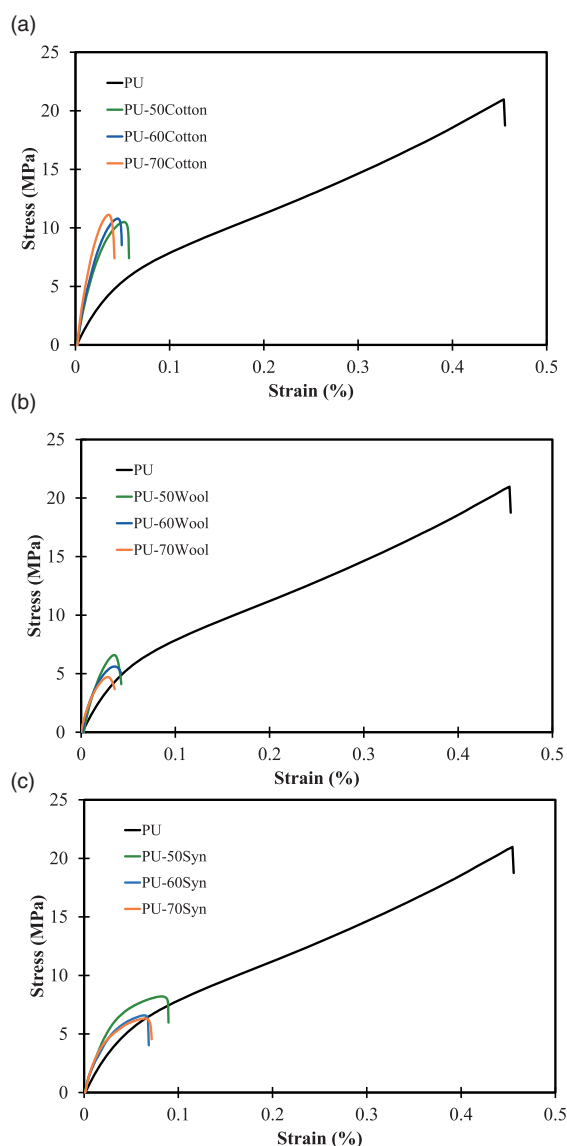 (a)
25
20
15
10
5
0
Stress (MPa)
PU
PU-50Cotton
PU-60Cotton
PU-70Cotton
0 0.1 0.2 0.3 0.4 0.5
Strain (%)
(b)
25
20
15
10
5
0
Stress (MPa)
PU
PU-50Wool
PU-60Wool
PU-70Wool
0 0.1 0.2 0.3 0.4 0.5
Strain (%)
(c)
25
20
15
10
5
0
Stress (MPa)
PU
PU-50Syn
PU-60Syn
PU-70Syn
0 0.1 0.2 0.3 0.4 0.5
Strain (%)